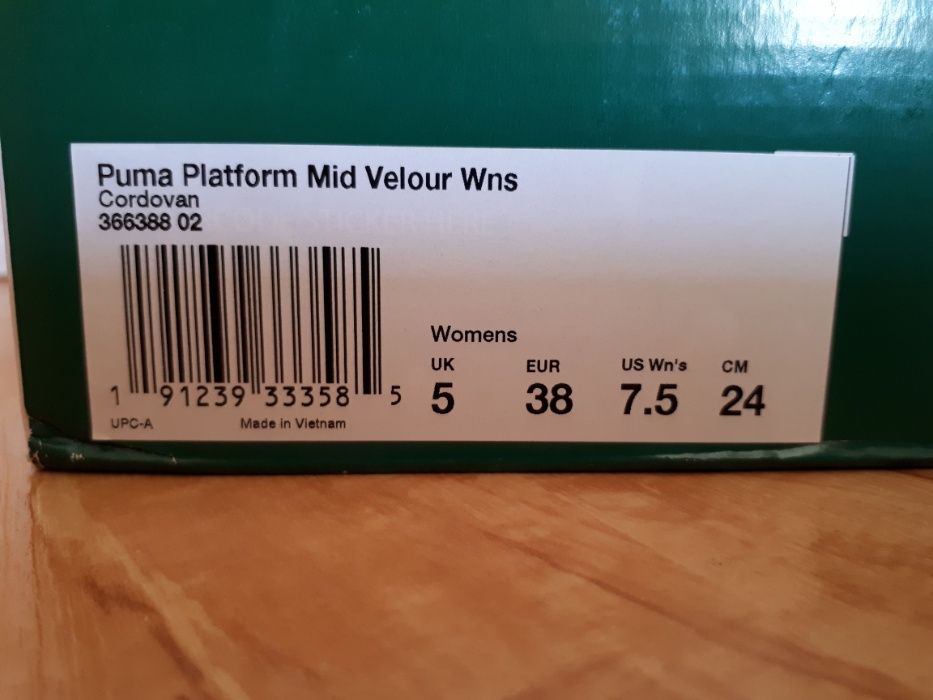 Puma Platform Mid Velour Wns
Cordovan
366388 02
1 91239 33358 5
UPC-A Made in Vietnam
Womens
UK EUR US Wn's CM
5 38 7.5 24